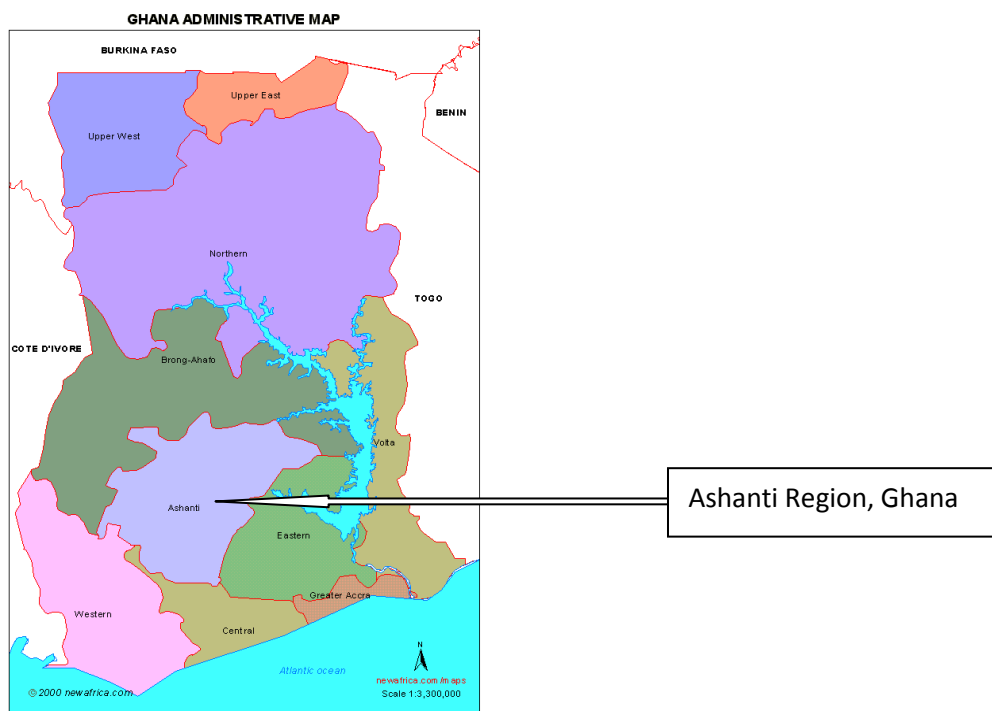 GHANA ADMINISTRATIVE MAP
BURKINA FASO
Upper East
BENIN
Upper West
Northern
TOGO
COTE D'IVORE
Brong-Ahafo
Volta
Ashanti Region, Ghana
Ashanti
Eastern
Greater Accra
Western
Central
N
Atlantic ocean
newafrica.com/maps
© 2000 newafrica.com
Scale 1:3,300,000